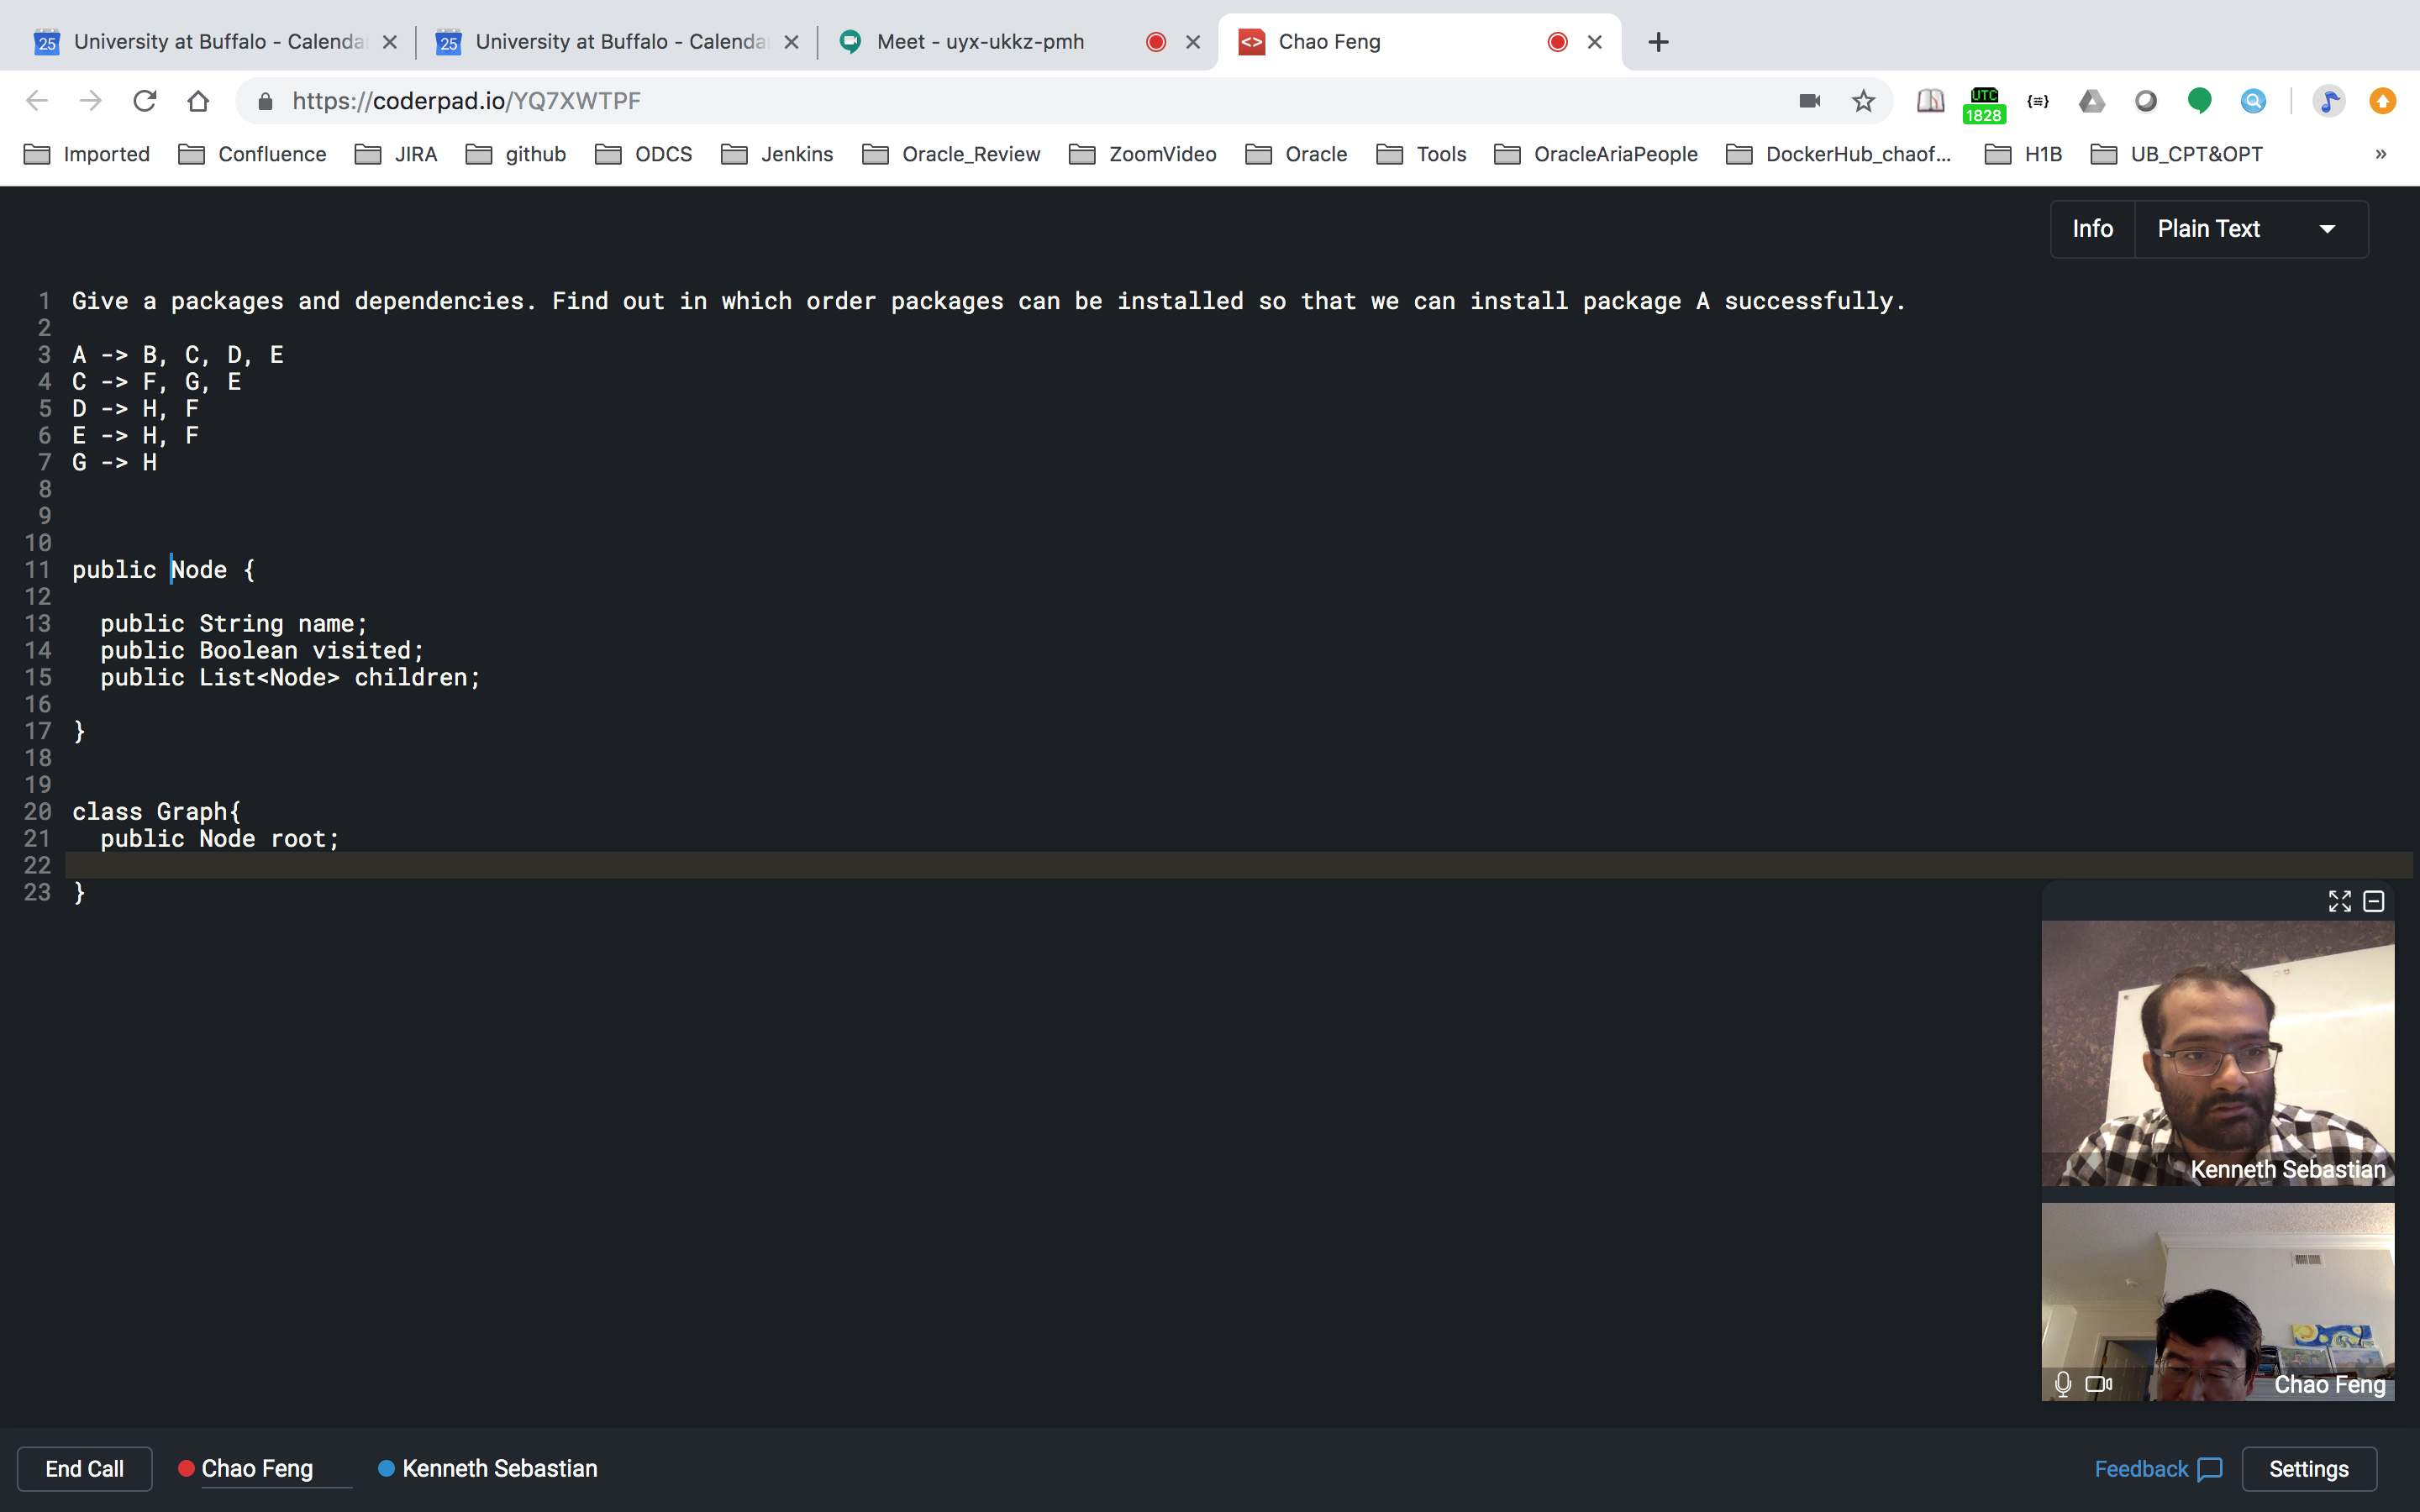 University at Buffalo - Calenda
University at Buffalo - Calenda
Meet - uyx-ukkz-pmh
Chao Feng
https://coderpad.io/YQ7XWTPF
UTC
1828
Imported
Confluence
JIRA
github
ODCS
Jenkins
Oracle_Review
ZoomVideo
Oracle
Tools
OracleAriaPeople
DockerHub_chaof...
H1B
UB_CPT&OPT
»
Info
Plain Text
1 Give a packages and dependencies. Find out in which order packages can be installed so that we can install package A successfully.
2
3 A -> B, C, D, E
4 C -> F, G, E
5 D -> H, F
6 E -> H, F
7 G -> H
8
9
10
11 public Node {
12
13 public String name;
14 public Boolean visited;
15 public List<Node> children;
16
17 }
18
19
20 class Graph{
21 public Node root;
22
23 }
Kenneth Sebastian
Chao Feng
End Call
Chao Feng
Kenneth Sebastian
Feedback
Settings